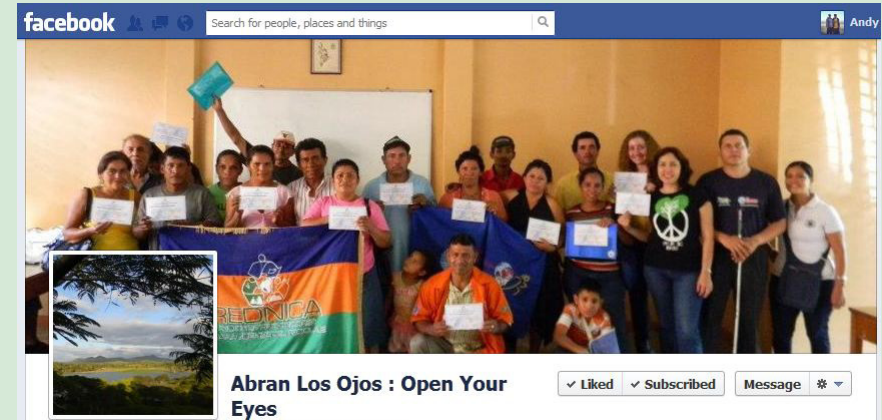 facebook
Search for people, places and things
Andy
REDNICA
Abran Los Ojos : Open Your
Eyes
Liked
Subscribed
Message